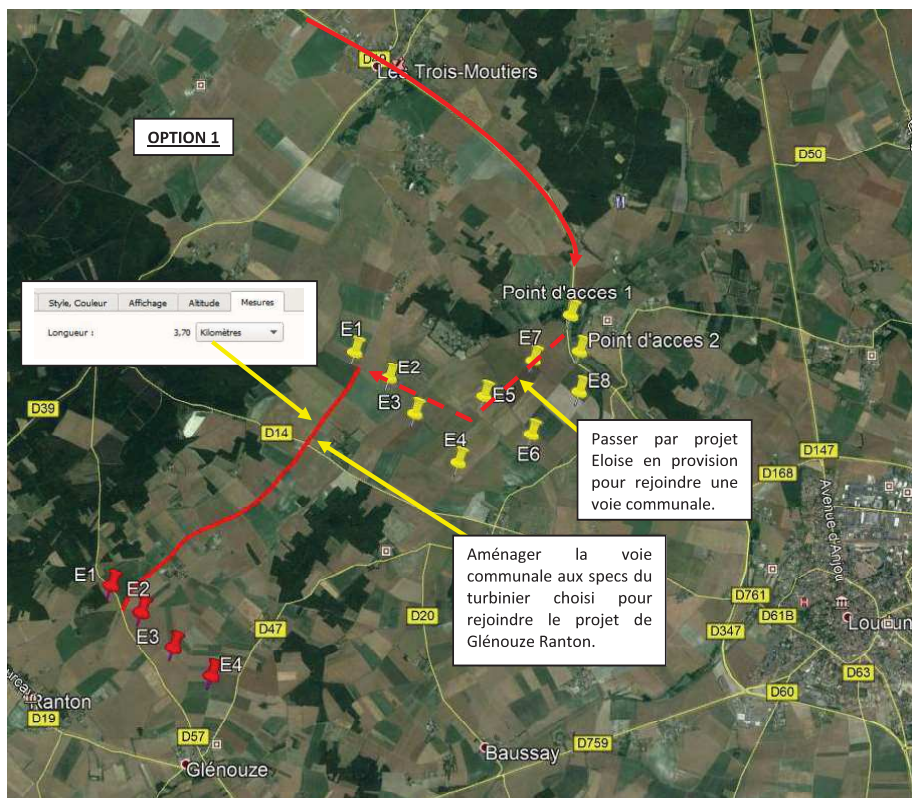 Les Trois-Moutiers
OPTION 1
D50
Point d'acces 1
Style, Couleur
Affichage
Altitude
Mesures
Longueur :
3,70
Kilomètres
E1
E7
Point d'acces 2
E2
E3
E5
E8
D39
D14
E4
E6
Passer par projet
Eloise en provision
pour rejoindre une
voie communale.
D147
D168
Avenue-d'Anjou
Aménager la voie
communale aux specs du
turbinier choisi pour
rejoindre le projet de
Glénouze Ranton.
E1
E2
E3
E4
D20
D47
D761
D61B
D347
D63
D60
Ranton
D19
D57
Glénouze
Baussay
D759